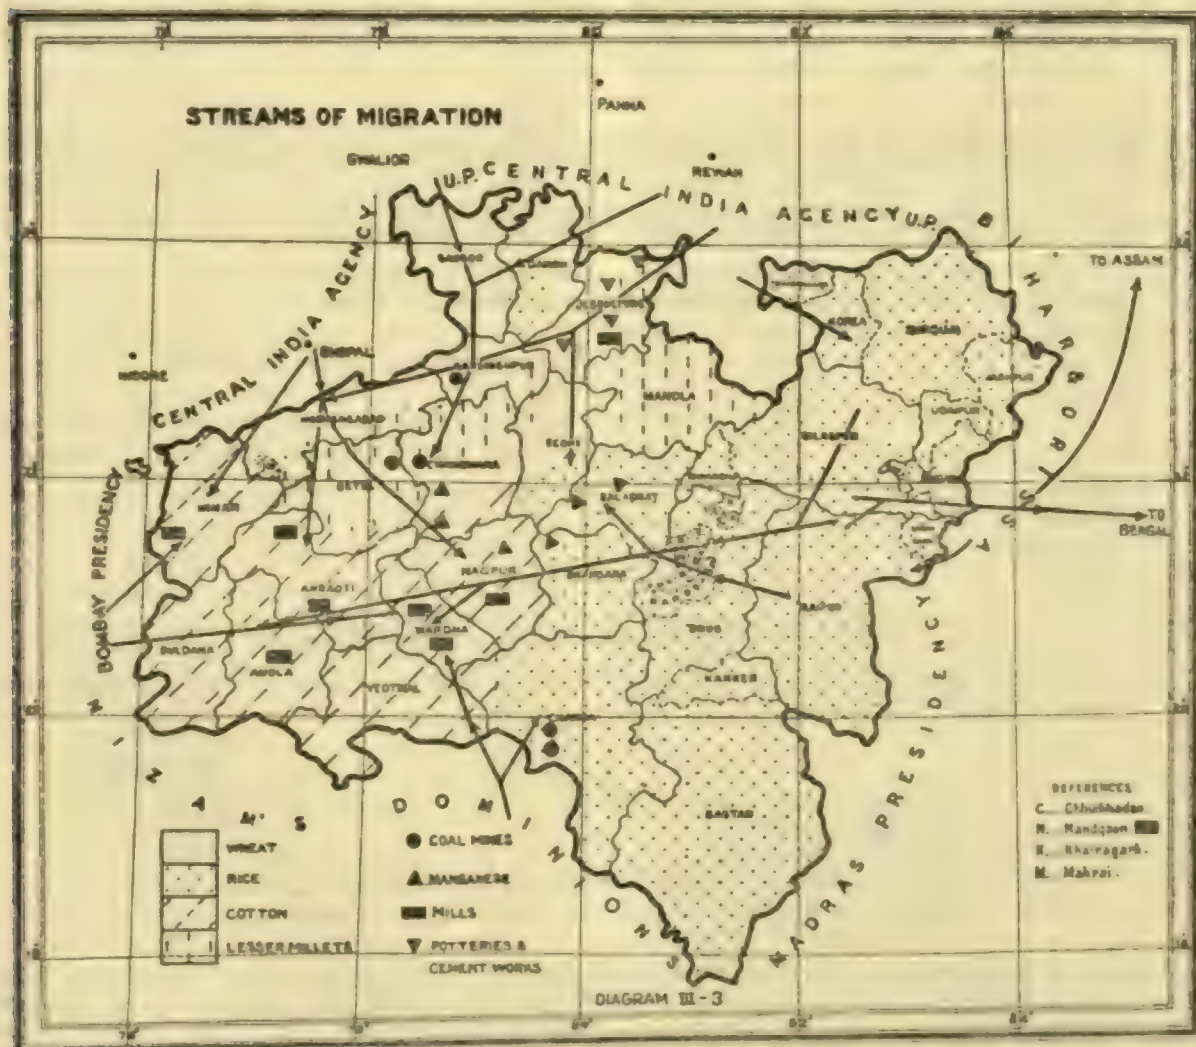 STREAMS OF MIGRATION
PANNA
GWALIOR
REWAH
U.P. CENTRAL INDIA AGENCY U.P.
BIHAR & ORISSA
TO ASSAM
CENTRAL INDIA AGENCY
BHOPAL
SAUGOR
JUBBULPORE
KOREA
SURGUJA
JASHPUR
UDAIPUR
NARSINGHPUR
MANDLA
HOSHANGABAD
BILASPUR
SEONI
CHHINDWARA
BETUL
NIMAR
BALAGHAT
TO BENGAL
BOMBAY PRESIDENCY
AMRAOTI
NAGPUR
BHANDARA
RAIPUR
WARDHA
DRUG
BULDANA
AKOLA
YEOTMAL
KANKER
BASTAR
NIZAM'S DOMINIONS
MADRAS PRESIDENCY
WHEAT
RICE
COTTON
LESSER MILLETS
COAL MINES
MANGANESE
MILLS
POTTERIES &
CEMENT WORKS
REFERENCES
C. Chhuikhadan
N. Nandgaon
K. Khairagarh.
M. Makrai.
DIAGRAM III-3